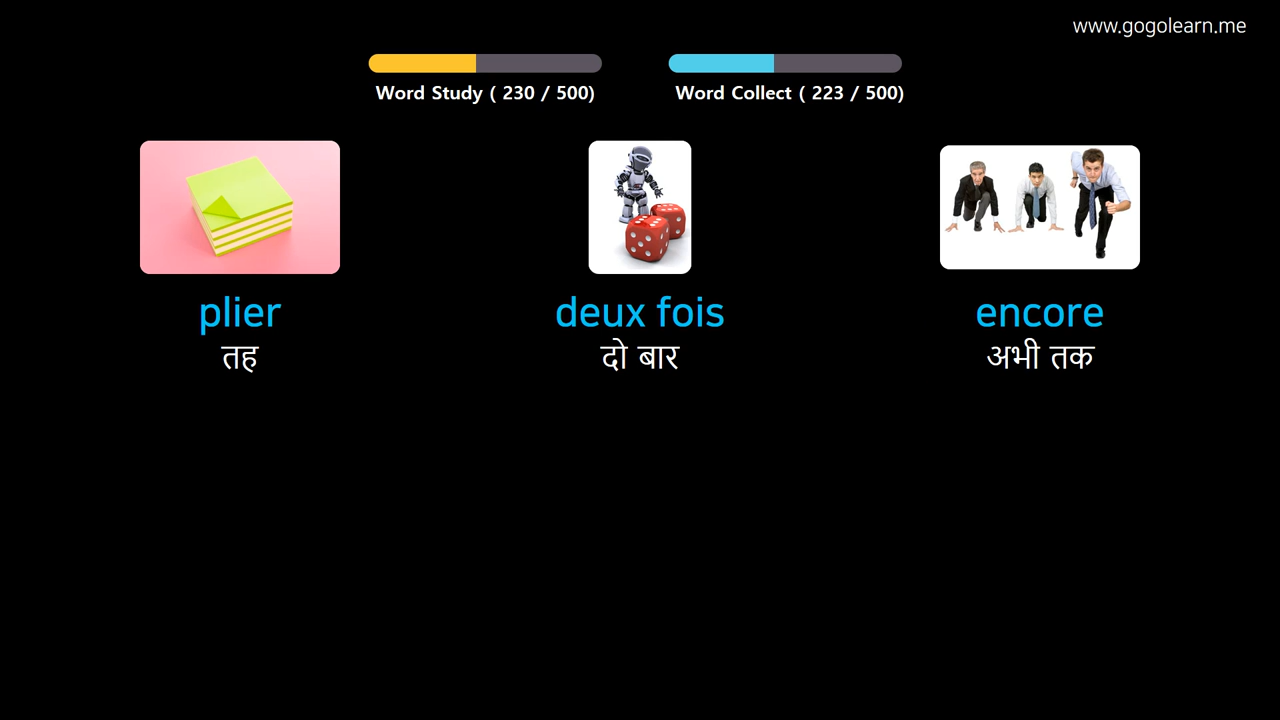 www.gogolearn.me
Word Study ( 230 / 500)
Word Collect ( 223 / 500)
plier
तह
deux fois
दो बार
encore
अभी तक